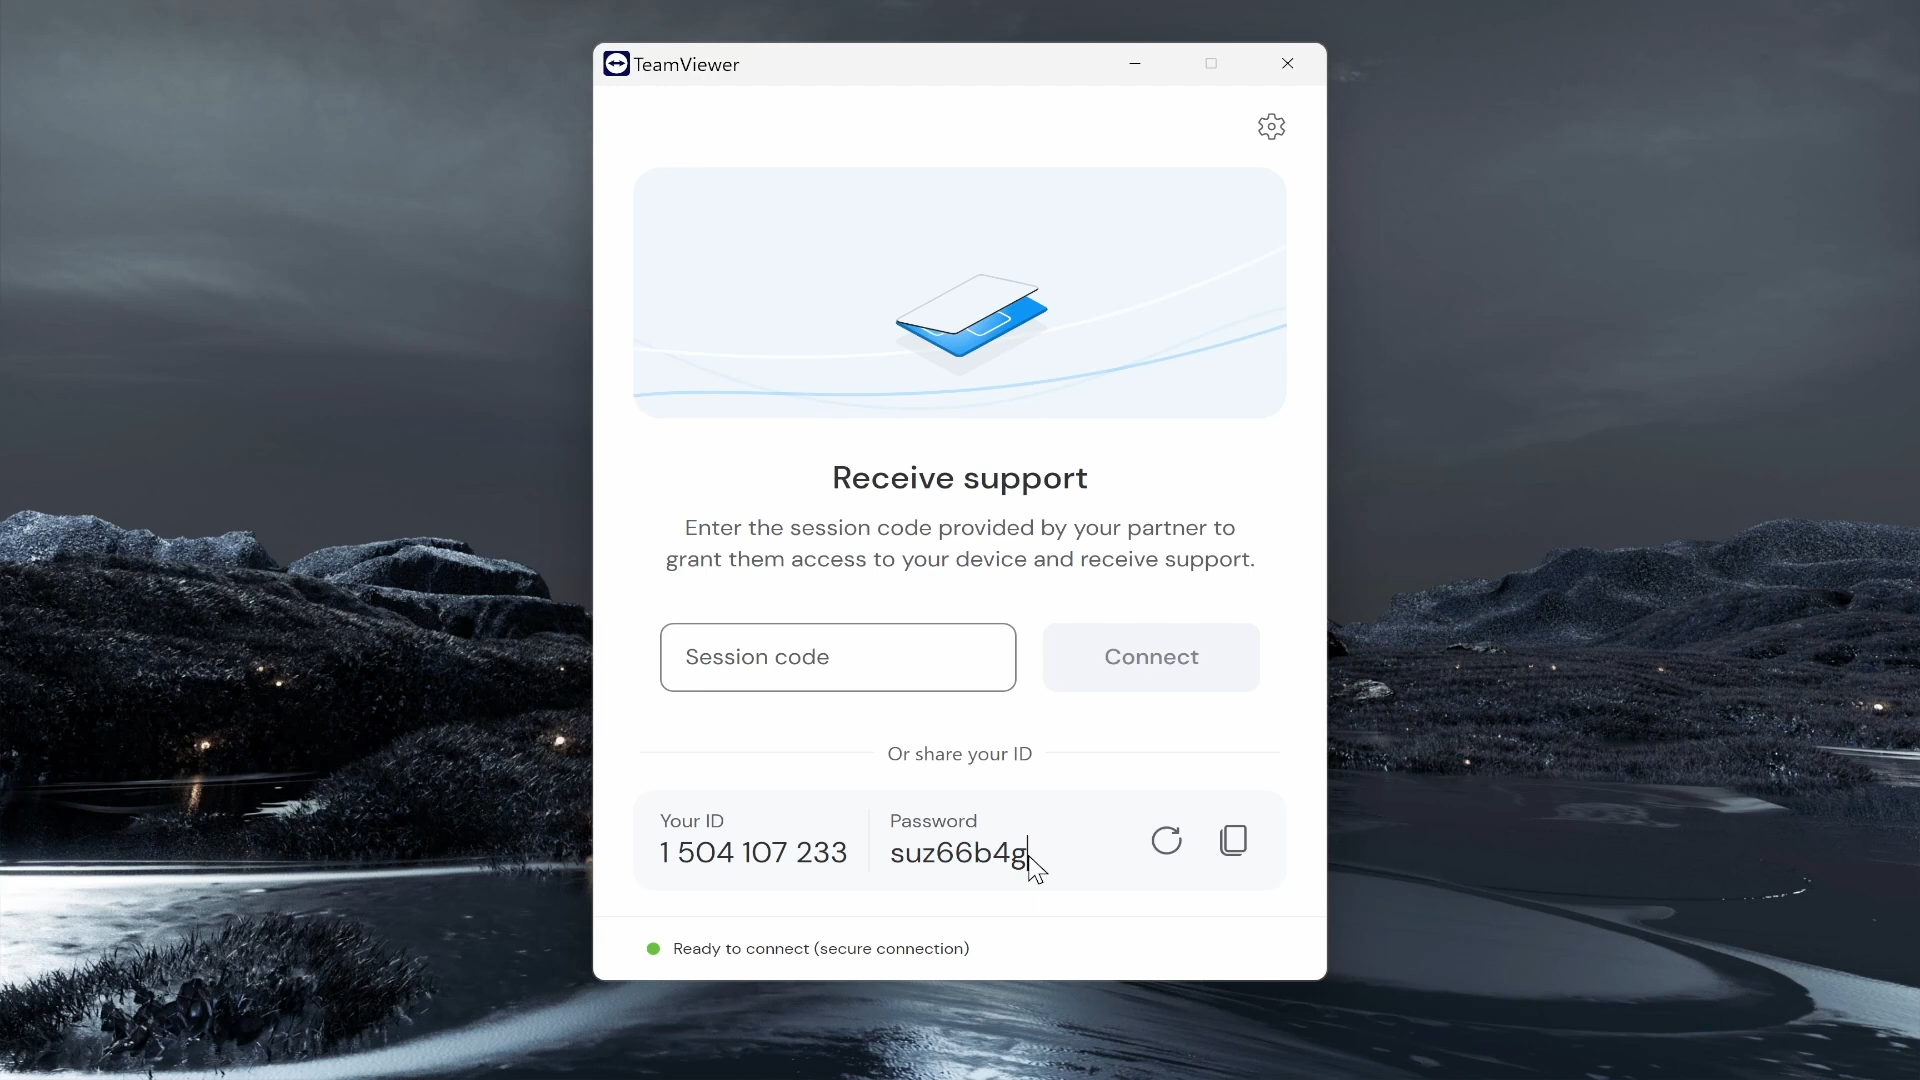 TeamViewer
Receive support
Enter the session code provided by your partner to
grant them access to your device and receive support.
Session code
Connect
Or share your ID
Your ID
1 504 107 233
Password
suz66b4g
Ready to connect (secure connection)